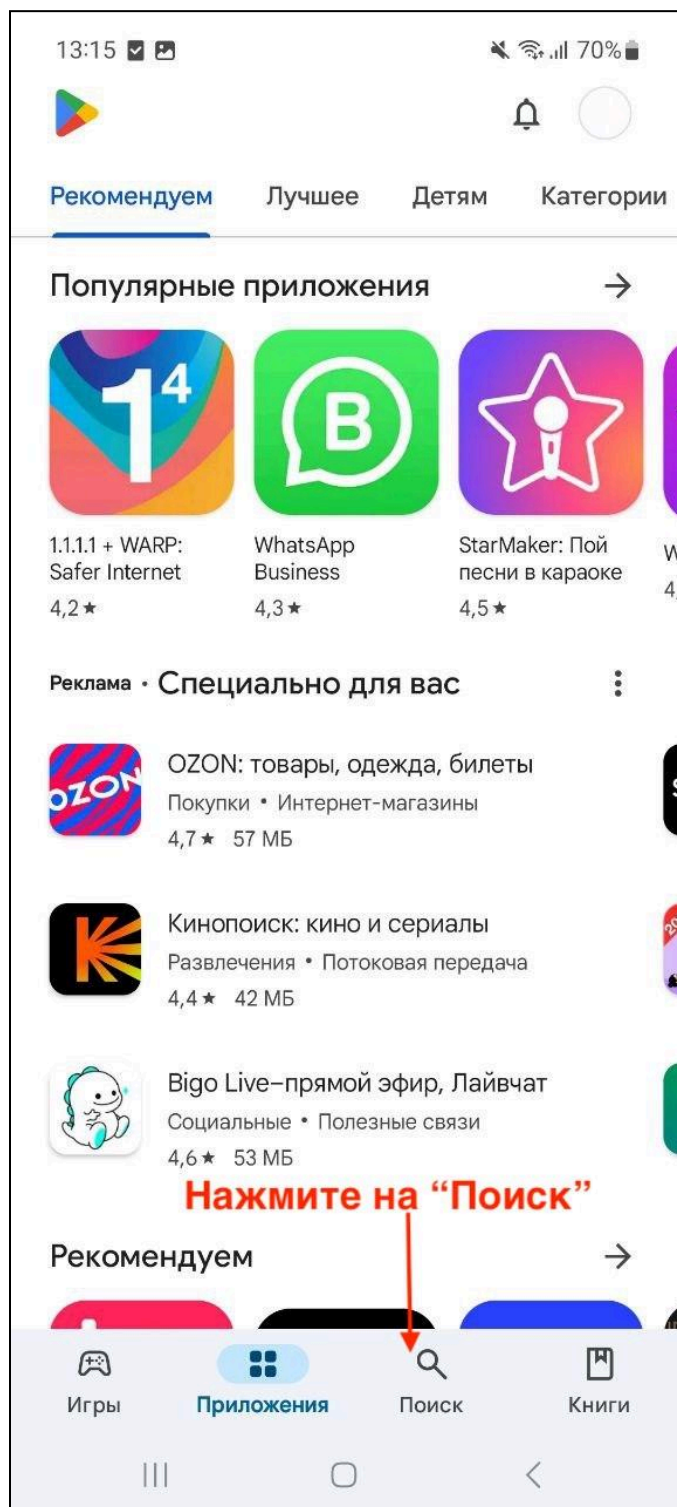 13:15
70%
Рекомендуем Лучшее Детям Категории
Популярные приложения
1⁴
B
1.1.1.1 + WARP:
Safer Internet
4,2★
WhatsApp
Business
4,3★
StarMaker: Пой
песни в караоке
4,5★
Реклама · Специально для вас
OZON
OZON: товары, одежда, билеты
Покупки • Интернет-магазины
4,7★ 57 МБ
Кинопоиск: кино и сериалы
Развлечения • Потоковая передача
4,4★ 42 МБ
Bigo Live–прямой эфир, Лайвчат
Социальные • Полезные связи
4,6★ 53 МБ
Нажмите на “Поиск”
Рекомендуем
Игры Приложения Поиск Книги